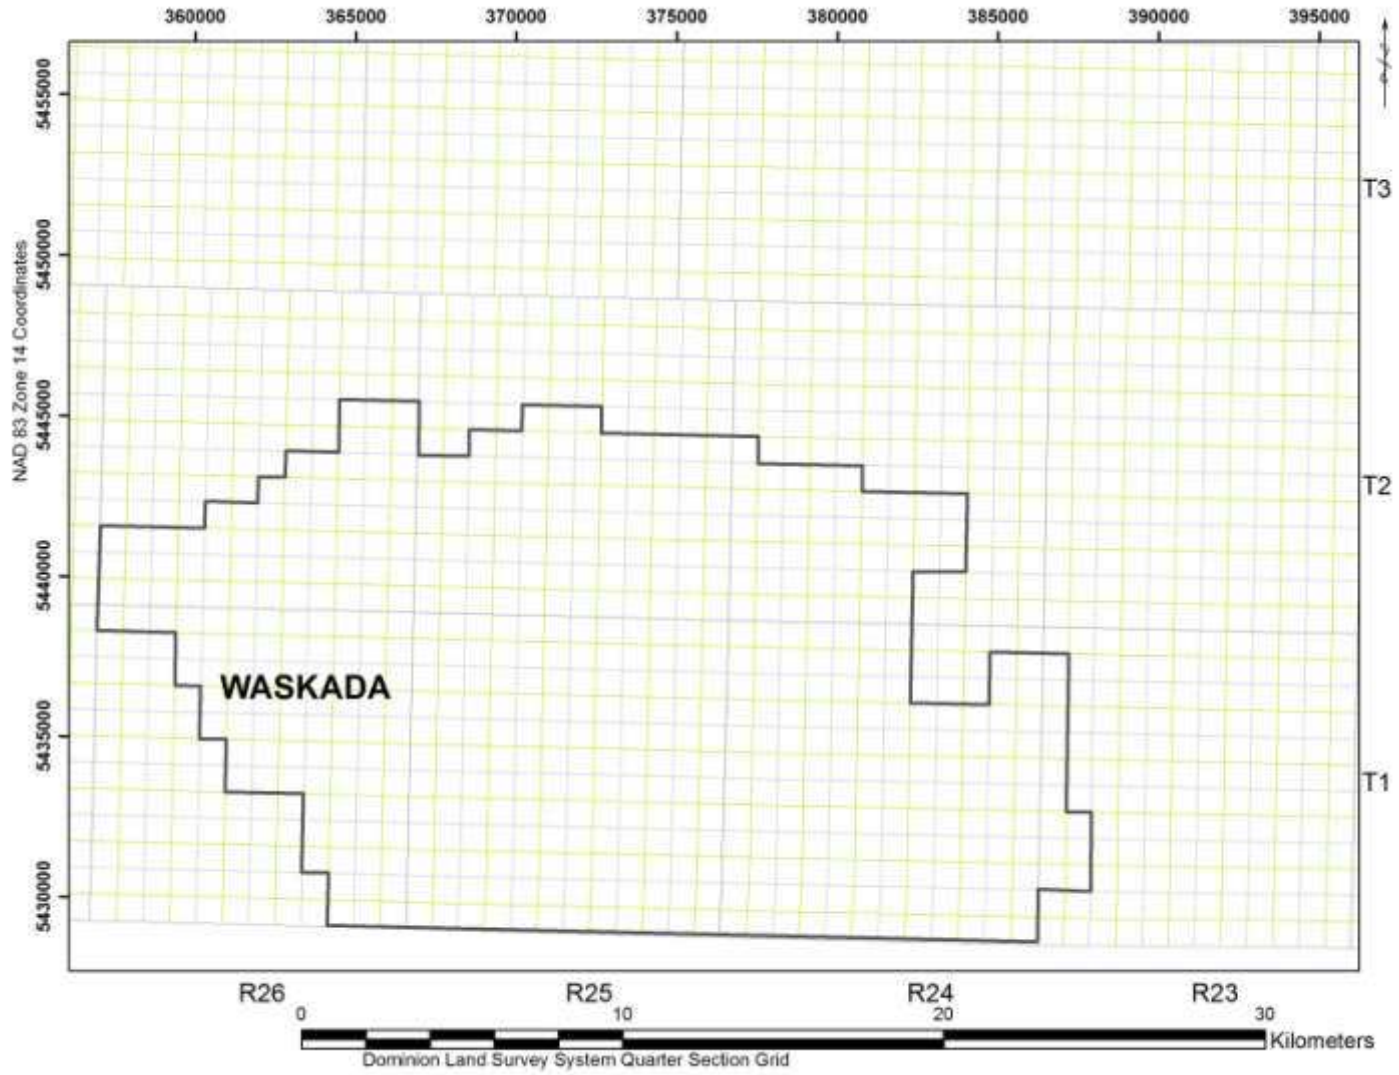 360000 365000 370000 375000 380000 385000 390000 395000
5455000
5450000
5445000
5440000
5435000
5430000
NAD 83 Zone 14 Coordinates
T3
T2
WASKADA
T1
R26 R25 R24 R23
0 10 20 30
Kilometers
Dominion Land Survey System Quarter Section Grid